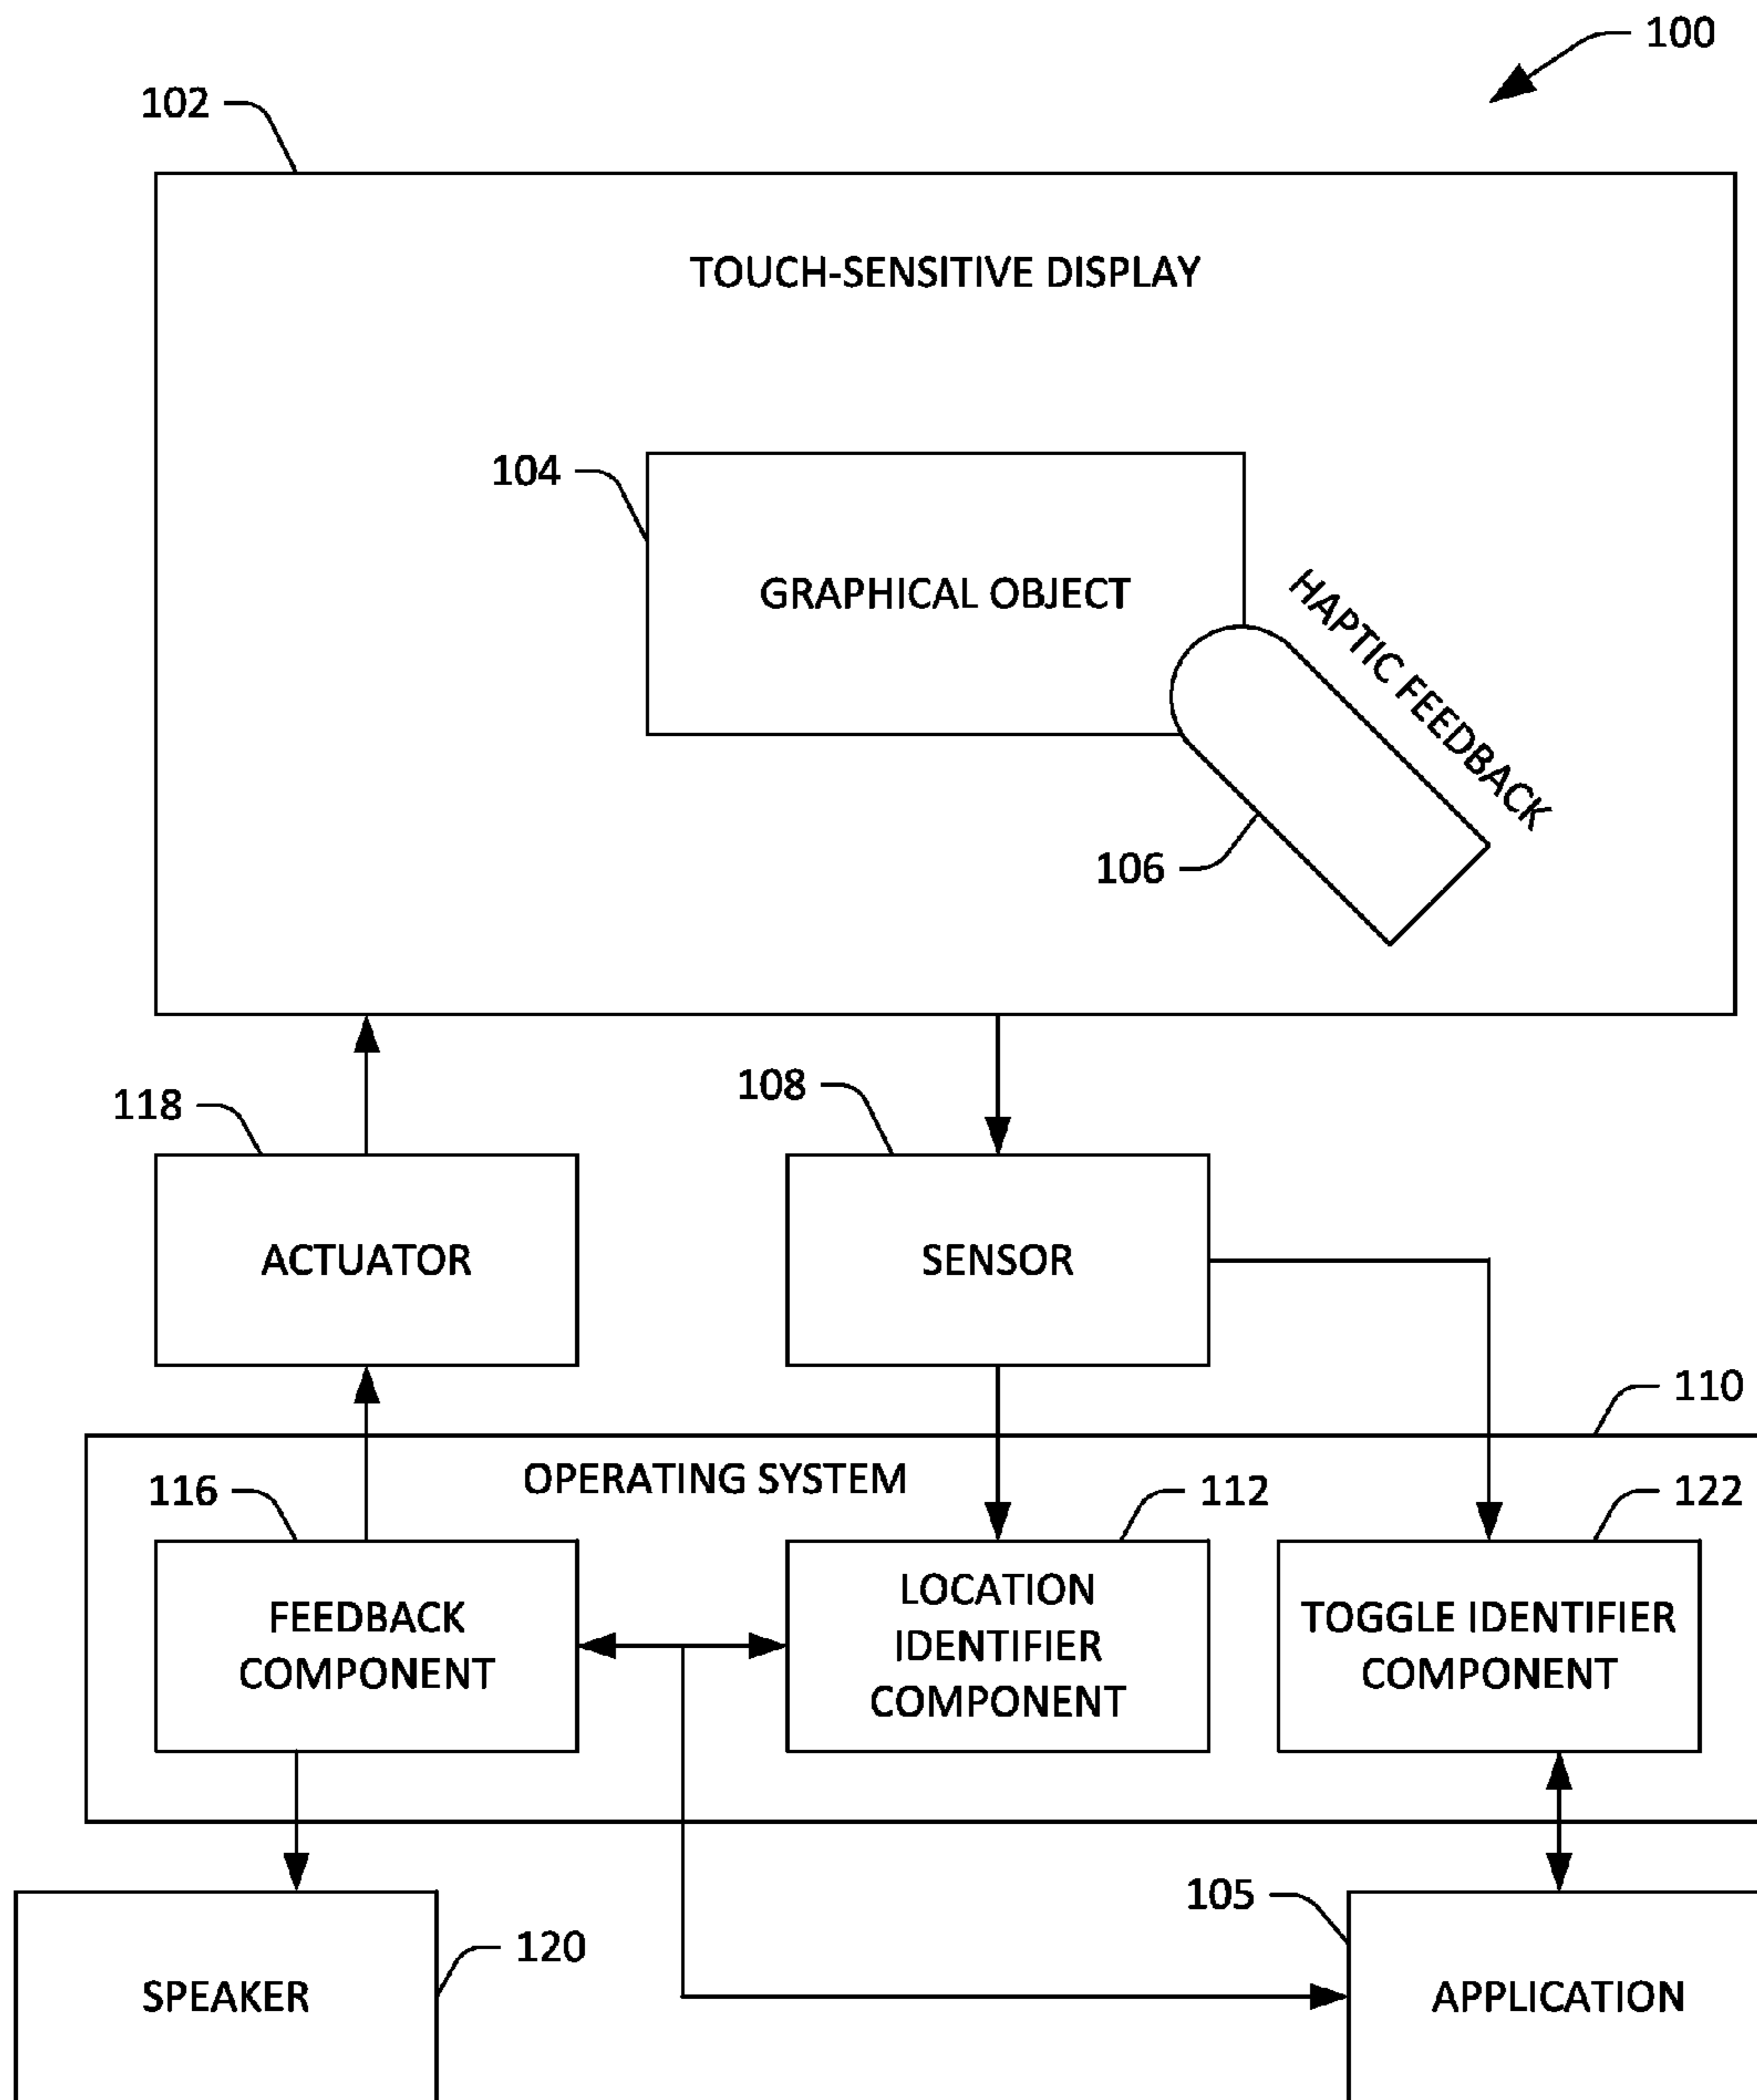 100
102
TOUCH-SENSITIVE DISPLAY
104
GRAPHICAL OBJECT
HAPTIC FEEDBACK
106
118
108
ACTUATOR
SENSOR
110
OPERATING SYSTEM
116
112
122
FEEDBACK
COMPONENT
LOCATION
IDENTIFIER
COMPONENT
TOGGLE IDENTIFIER
COMPONENT
105
120
SPEAKER
APPLICATION